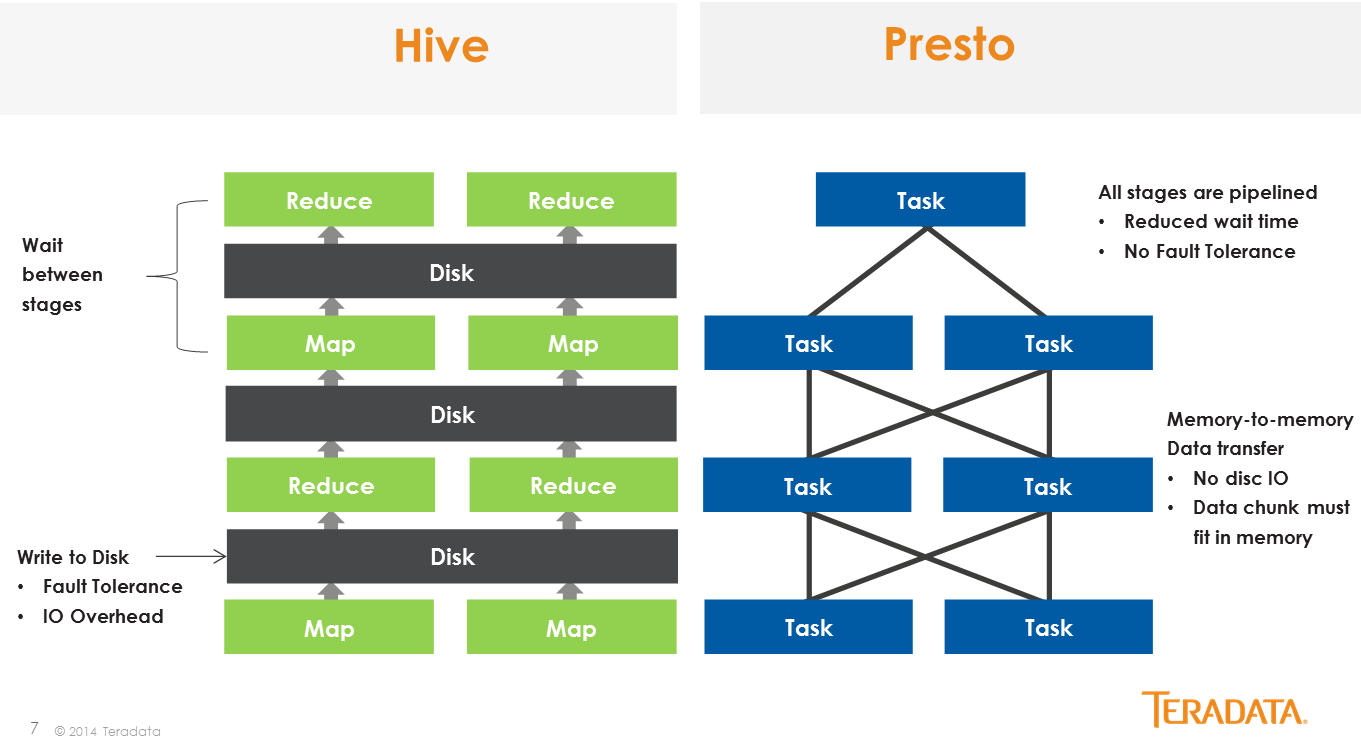 Hive
Presto
Reduce
Reduce
Disk
Map
Map
Disk
Reduce
Reduce
Disk
Map
Map
Wait
between
stages
Write to Disk
• Fault Tolerance
• IO Overhead
Task
Task
Task
Task
Task
Task
Task
All stages are pipelined
• Reduced wait time
• No Fault Tolerance
Memory-to-memory
Data transfer
• No disc IO
• Data chunk must
fit in memory
7 © 2014 Teradata
TERADATA®